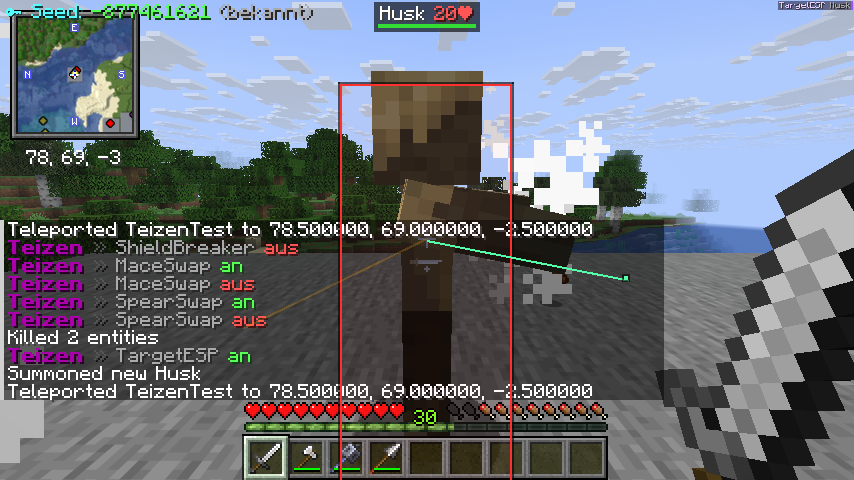 Seed: -877461621 (bekannt)
Husk 20
TargetESP Husk
E
N
S
W
78, 69, -3
Teleported TeizenTest to 78.500000, 69.000000, -2.500000
Teizen » ShieldBreaker aus
Teizen » MaceSwap an
Teizen » MaceSwap aus
Teizen » SpearSwap an
Teizen » SpearSwap aus
Killed 2 entities
Teizen » TargetESP an
Summoned new Husk
Teleported TeizenTest to 78.500000, 69.000000, -2.500000
30